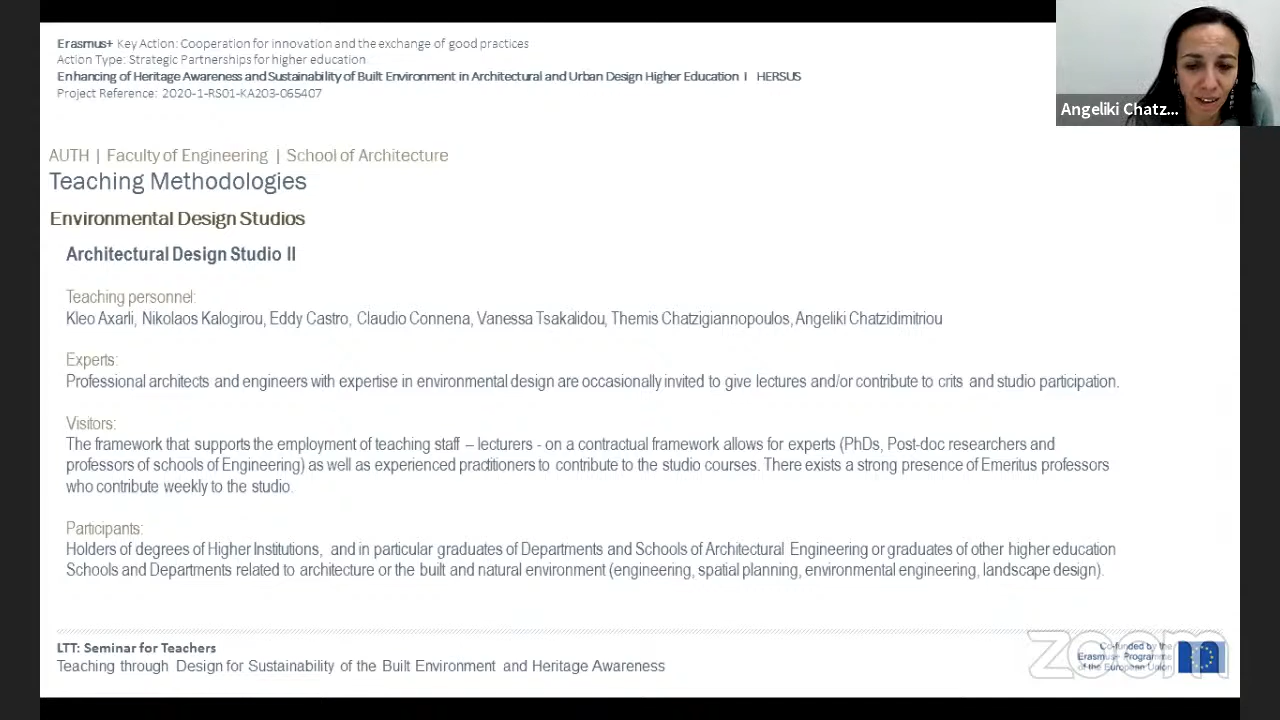 Erasmus+ Key Action: Cooperation for innovation and the exchange of good practices
Action Type: Strategic Partnerships for higher education
Enhancing of Heritage Awareness and Sustainability of Built Environment in Architectural and Urban Design Higher Education I HERSUS
Project Reference: 2020-1-RS01-KA203-065407
Angeliki Chatz...
AUTH | Faculty of Engineering | School of Architecture
Teaching Methodologies
Environmental Design Studios
Architectural Design Studio II
Teaching personnel:
Kleo Axarli, Nikolaos Kalogirou, Eddy Castro, Claudio Connena, Vanessa Tsakalidou, Themis Chatzigiannopoulos, Angeliki Chatzidimitriou
Experts:
Professional architects and engineers with expertise in environmental design are occasionally invited to give lectures and/or contribute to crits and studio participation.
Visitors:
The framework that supports the employment of teaching staff – lecturers - on a contractual framework allows for experts (PhDs, Post-doc researchers and
professors of schools of Engineering) as well as experienced practitioners to contribute to the studio courses. There exists a strong presence of Emeritus professors
who contribute weekly to the studio.
Participants:
Holders of degrees of Higher Institutions, and in particular graduates of Departments and Schools of Architectural Engineering or graduates of other higher education
Schools and Departments related to architecture or the built and natural environment (engineering, spatial planning, environmental engineering, landscape design).
LTT: Seminar for Teachers
Teaching through Design for Sustainability of the Built Environment and Heritage Awareness
Co-funded by the
Erasmus+ Programme
of the European Union
zoom